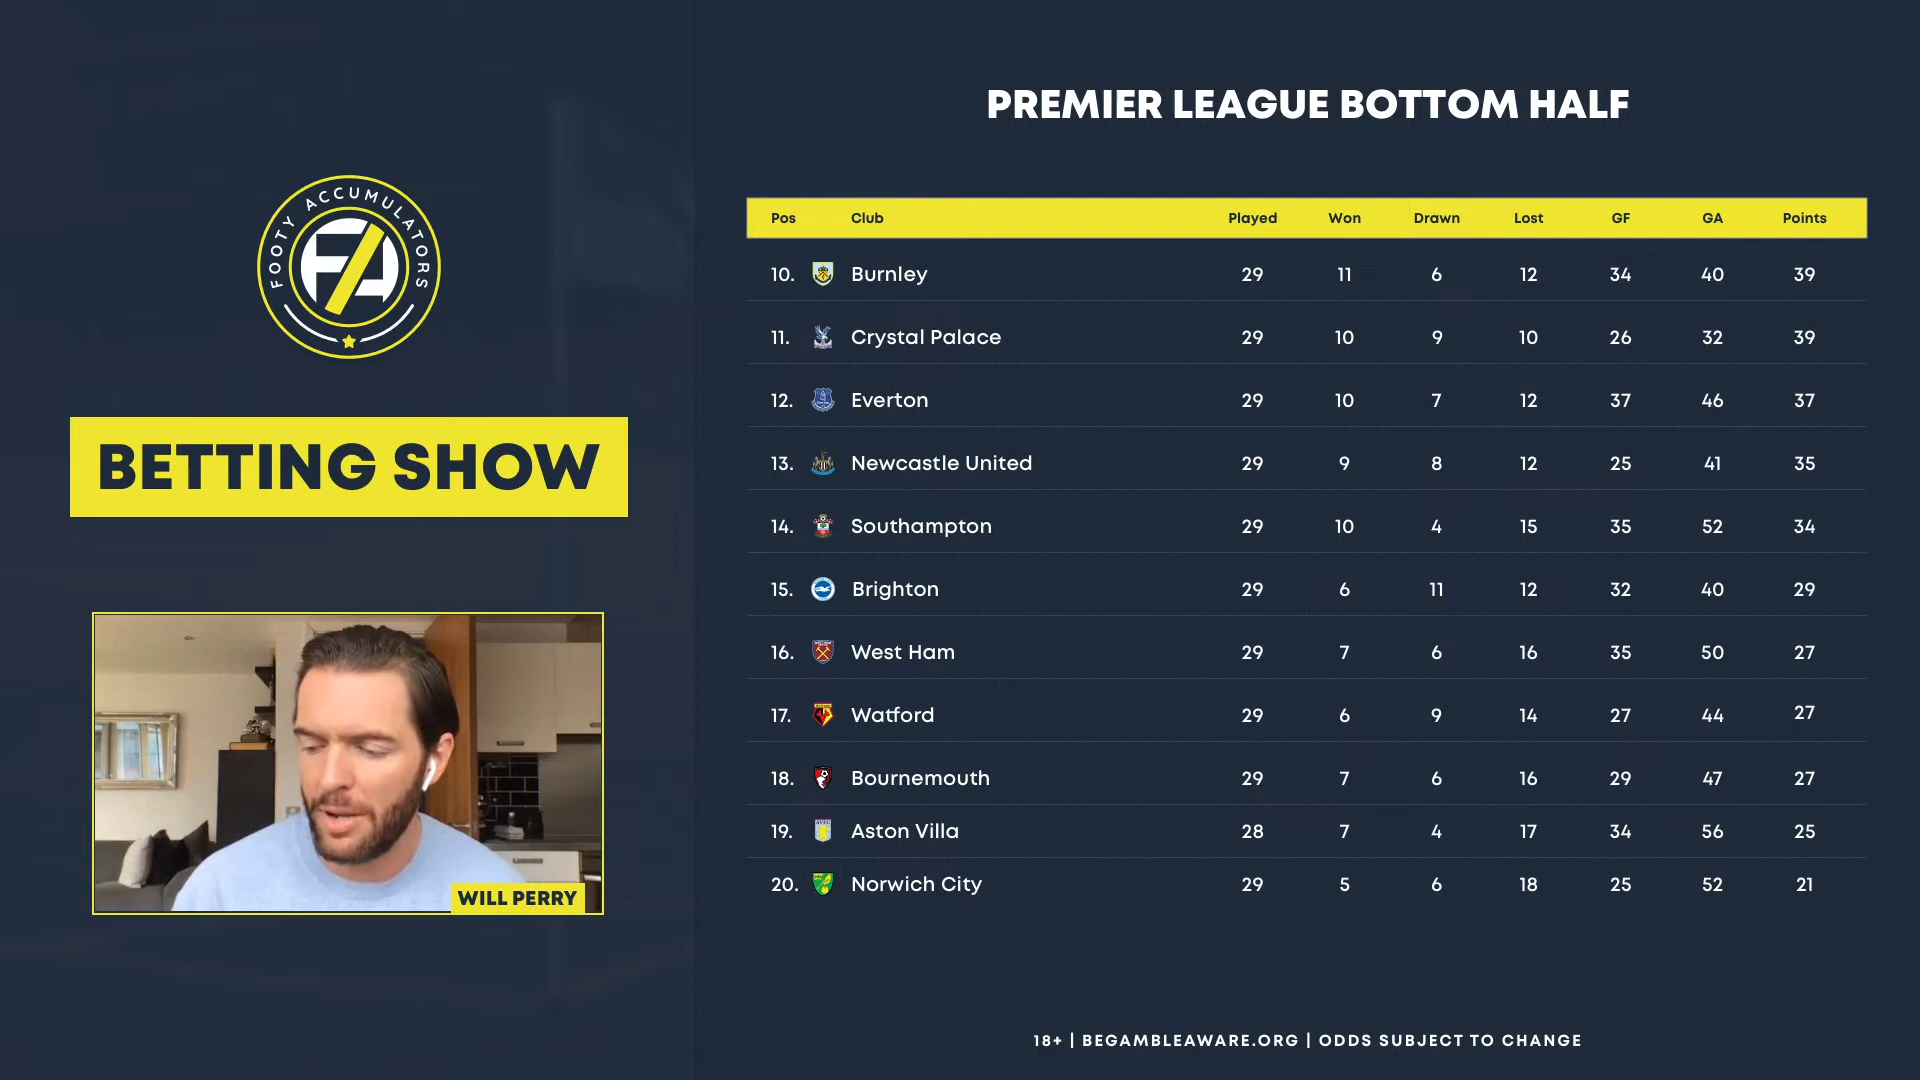 FOOTY ACCUMULATORS
FA
BETTING SHOW
WILL PERRY
PREMIER LEAGUE BOTTOM HALF
Pos Club Played Won Drawn Lost GF GA Points
10. Burnley 29 11 6 12 34 40 39
11. Crystal Palace 29 10 9 10 26 32 39
12. Everton 29 10 7 12 37 46 37
13. Newcastle United 29 9 8 12 25 41 35
14. Southampton 29 10 4 15 35 52 34
15. Brighton 29 6 11 12 32 40 29
16. West Ham 29 7 6 16 35 50 27
17. Watford 29 6 9 14 27 44 27
18. Bournemouth 29 7 6 16 29 47 27
19. Aston Villa 28 7 4 17 34 56 25
20. Norwich City 29 5 6 18 25 52 21
18+ | BEGAMBLEAWARE.ORG | ODDS SUBJECT TO CHANGE